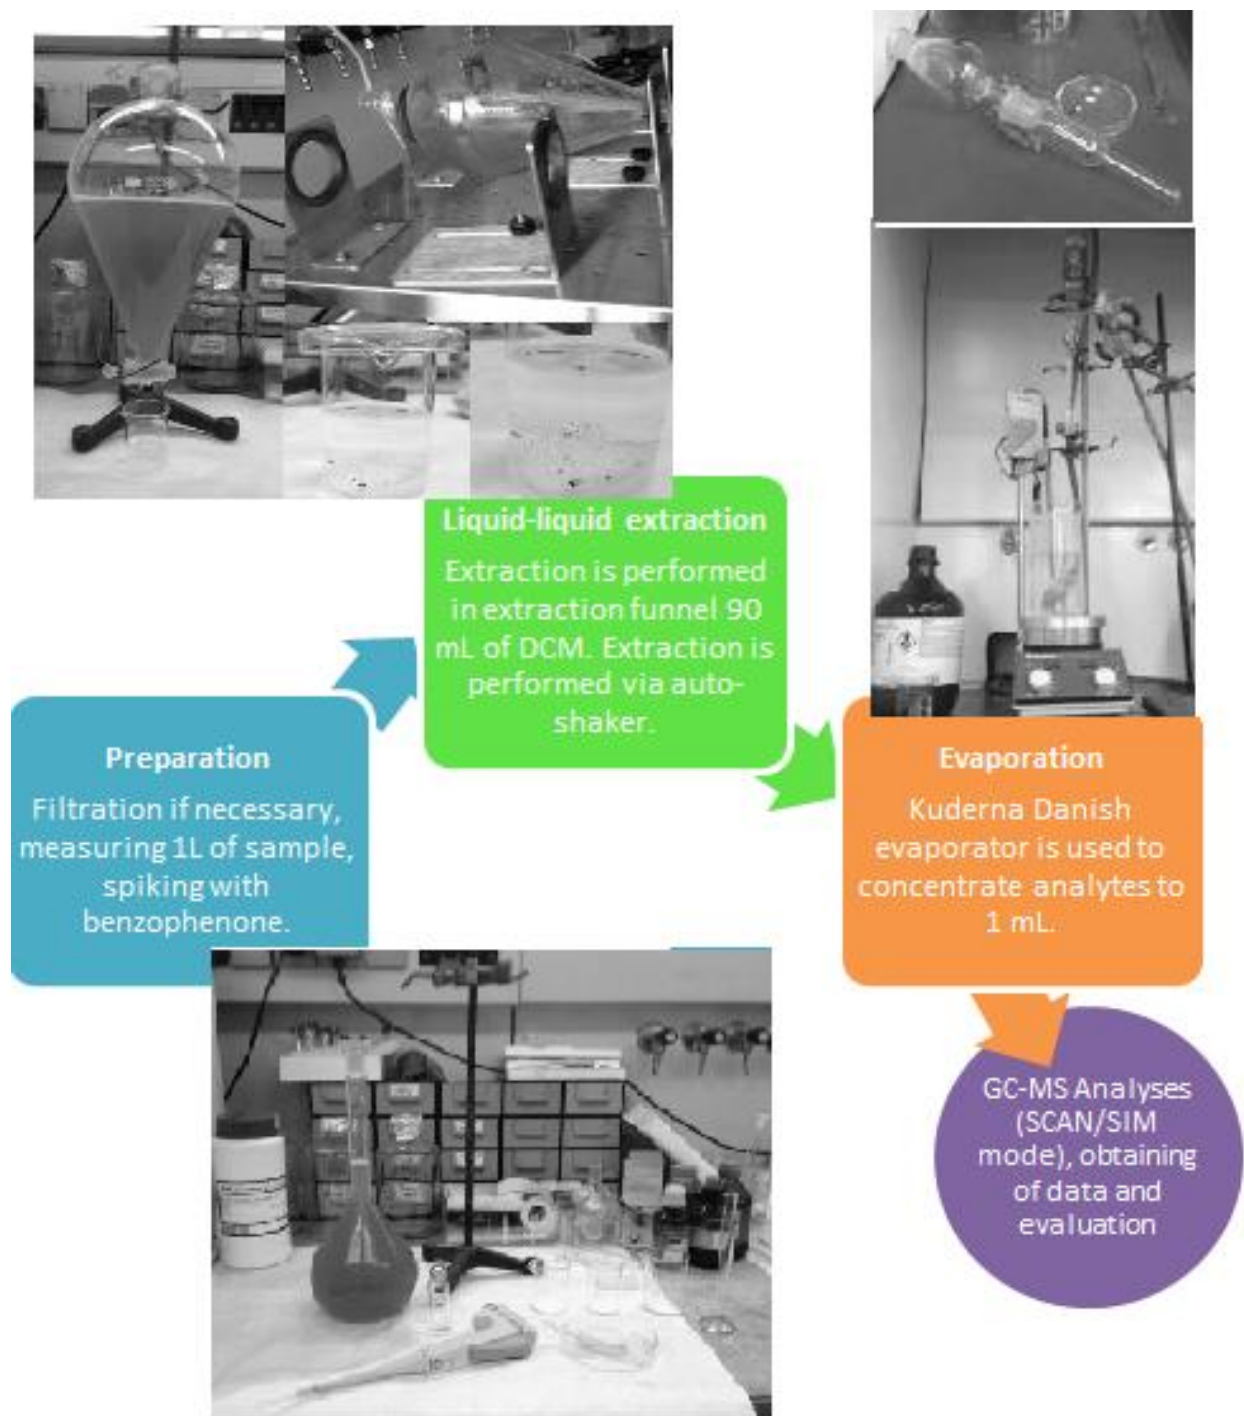 Liquid-liquid extraction
Extraction is performed
in extraction funnel 90
mL of DCM. Extraction is
performed via auto-
shaker.
Preparation
Filtration if necessary,
measuring 1L of sample,
spiking with
benzophenone.
Evaporation
Kuderna Danish
evaporator is used to
concentrate analytes to
1 mL.
GC-MS Analyses
(SCAN/SIM
mode), obtaining
of data and
evaluation